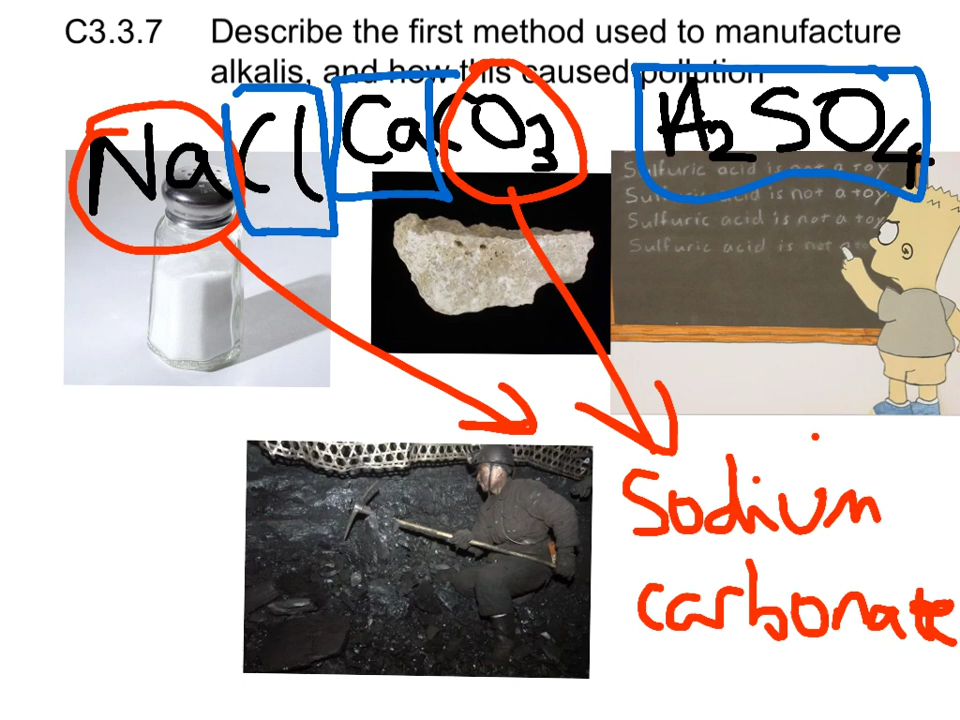 C3.3.7 Describe the first method used to manufacture
alkalis, and how this caused pollution
NaCl CaCO3 H2SO4
Sulfuric acid is not a toy
Sulfuric acid is not a toy
Sulfuric acid is not a toy
Sulfuric acid is not a toy
Sodium
carbonate